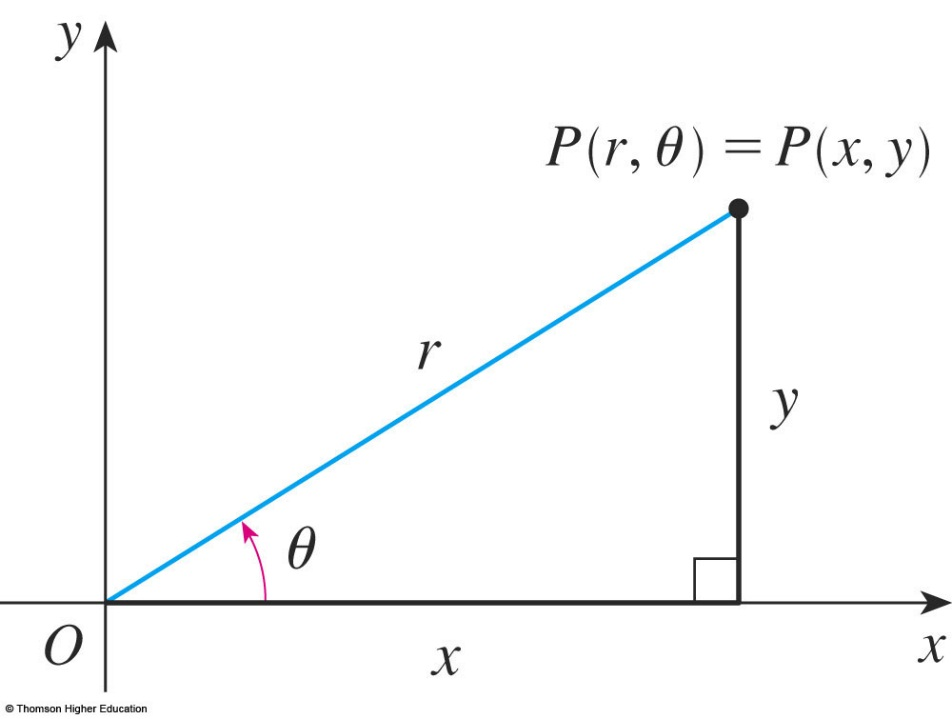 y
P(r, θ) = P(x, y)
r
y
θ
O
x
x
© Thomson Higher Education